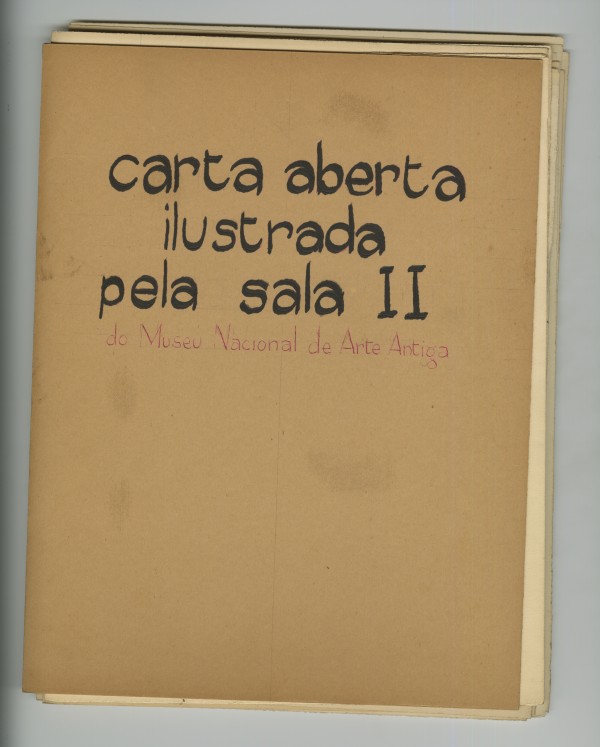 carta aberta
ilustrada
pela sala II
do Museu Nacional de Arte Antiga